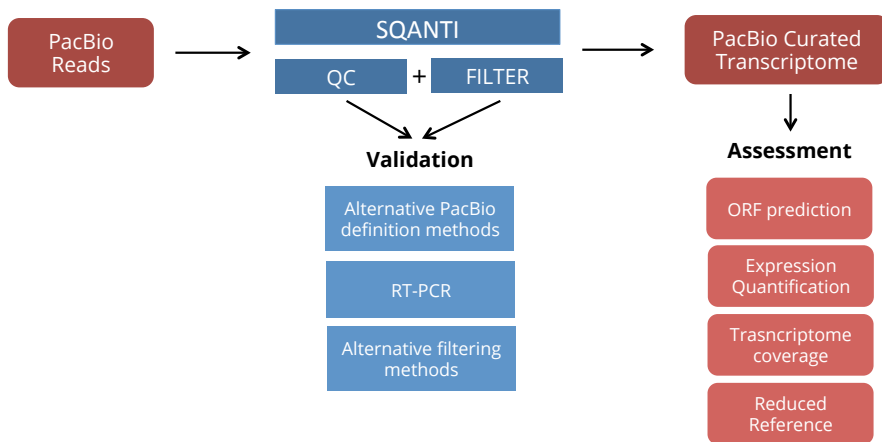 PacBio
Reads
SQANTI
QC
+
FILTER
PacBio Curated
Transcriptome
Validation
Alternative PacBio
definition methods
RT-PCR
Alternative filtering
methods
Assessment
ORF prediction
Expression
Quantification
Trasncriptome
coverage
Reduced
Reference